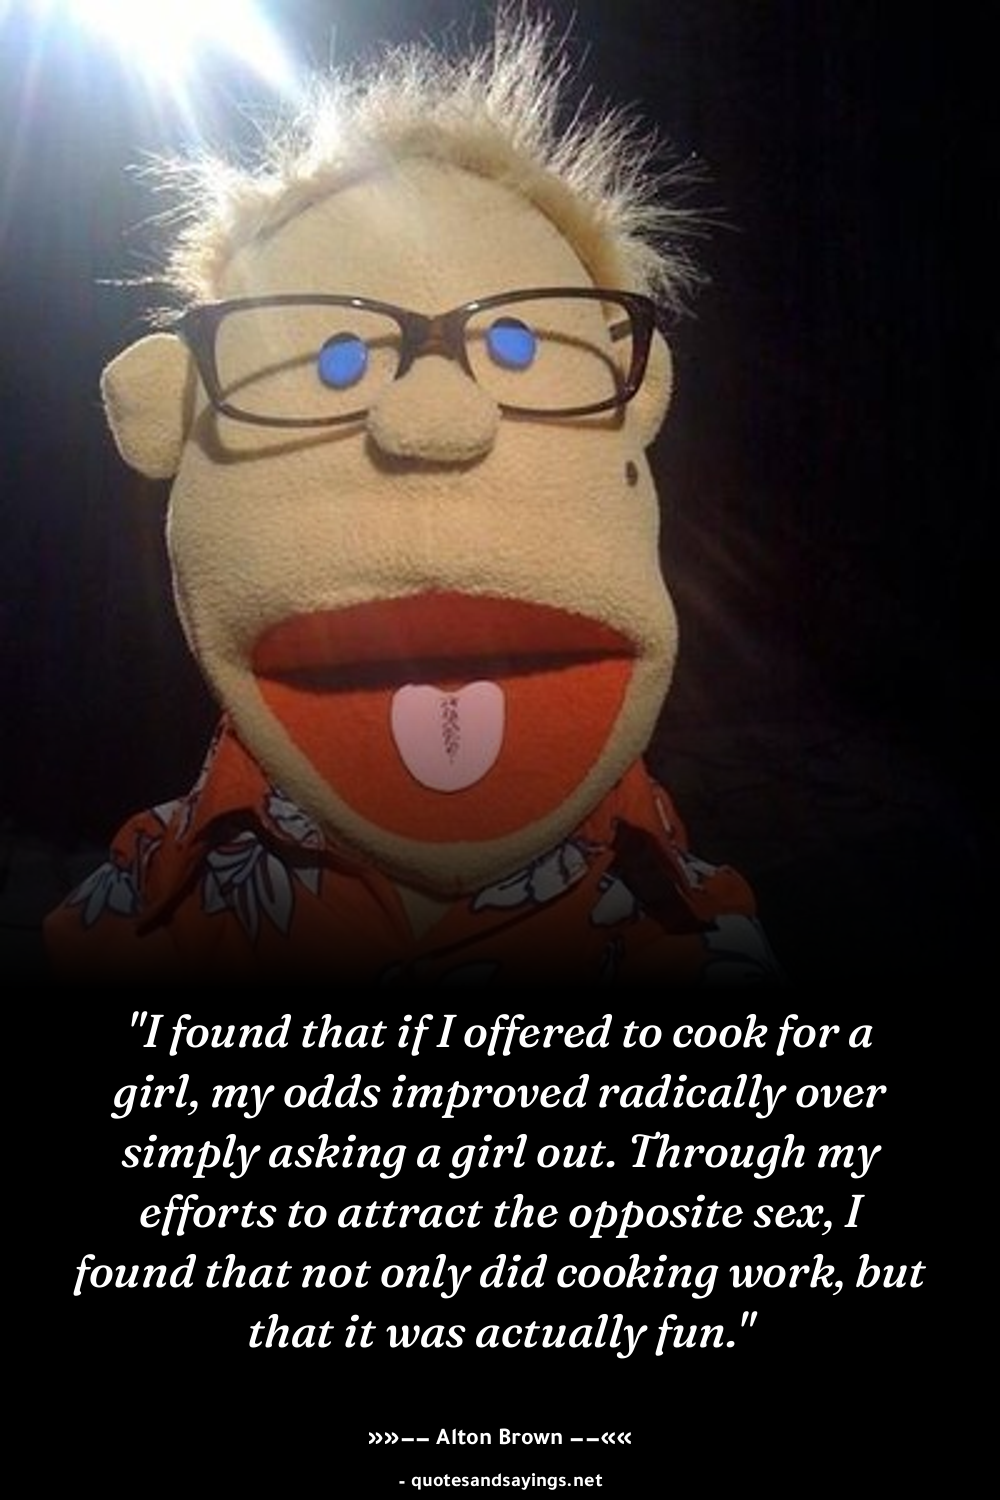 "I found that if I offered to cook for a
girl, my odds improved radically over
simply asking a girl out. Through my
efforts to attract the opposite sex, I
found that not only did cooking work, but
that it was actually fun."
»»−− Alton Brown −−««
- quotesandsayings.net